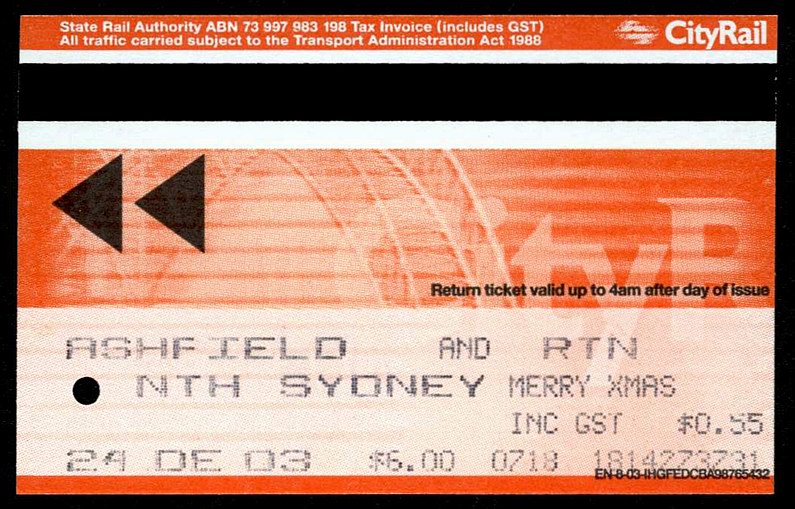 State Rail Authority ABN 73 997 983 198 Tax Invoice (includes GST)
All traffic carried subject to the Transport Administration Act 1988
CityRail
Return ticket valid up to 4am after day of issue
ASHFIELD AND RTN
NTH SYDNEY MERRY XMAS
INC GST $0.55
24 DE 03 $6.00 0718 1814273731
EN-8-03-IHGFEDCBA98765432